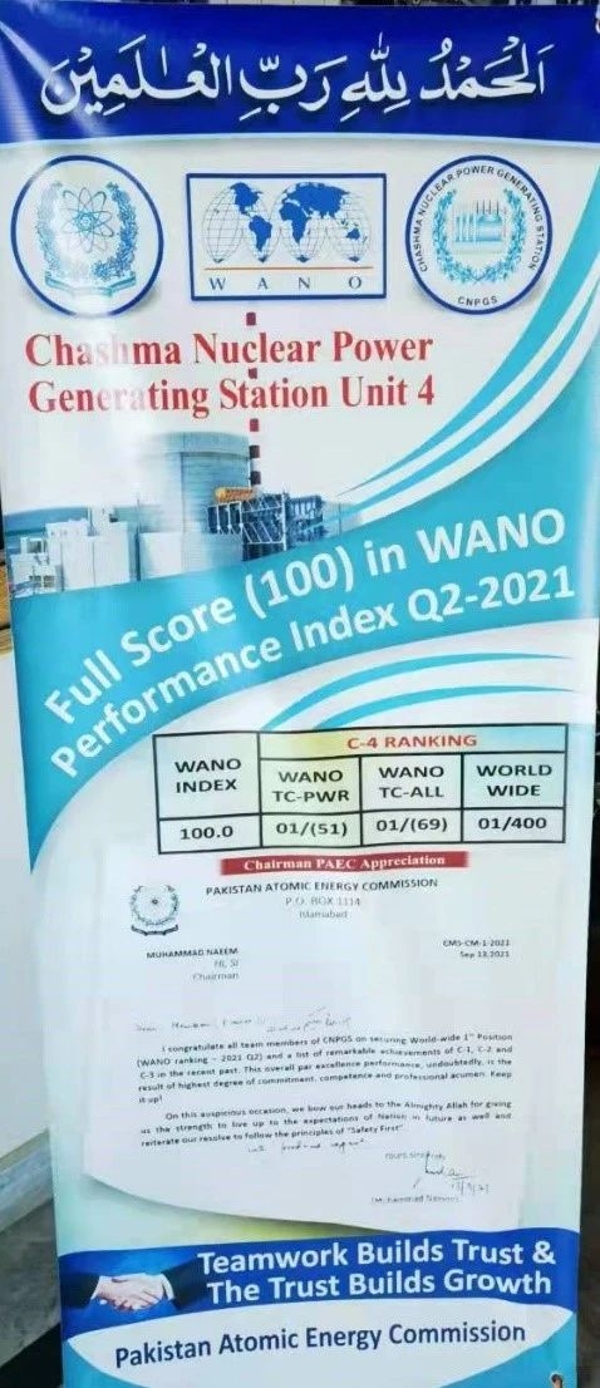 اَلْحَمْدُ لِلّٰهِ رَبِّ الْعٰلَمِيْنَ
WANO
CHASHMA NUCLEAR POWER GENERATING STATION
CNPGS
Chashma Nuclear Power
Generating Station Unit 4
Full Score (100) in WANO
Performance Index Q2-2021
WANO INDEX
C-4 RANKING
WANO TC-PWR
WANO TC-ALL
WORLD WIDE
100.0
01/(51)
01/(69)
01/400
Chairman PAEC Appreciation
PAKISTAN ATOMIC ENERGY COMMISSION
P.O. BOX 1114
Islamabad
MUHAMMAD NAEEM
HI, SI
Chairman
CMS-CM-1-2021
Sep 13,2021
I congratulate all team members of CNPGS on securing World-wide 1st Position
(WANO ranking – 2021 Q2) and a list of remarkable achievements of C-1, C-2 and
C-3 in the recent past. This overall par excellence performance, undoubtedly, is the
result of highest degree of commitment, competence and professional acumen. Keep
it up!
On this auspicious occasion, we bow our heads to the Almighty Allah for giving
us the strength to live up to the expectations of Nation in future as well and
reiterate our resolve to follow the principles of "Safety First".
Yours sincerely
(Muhammad Naeem)
Teamwork Builds Trust &
The Trust Builds Growth
Pakistan Atomic Energy Commission